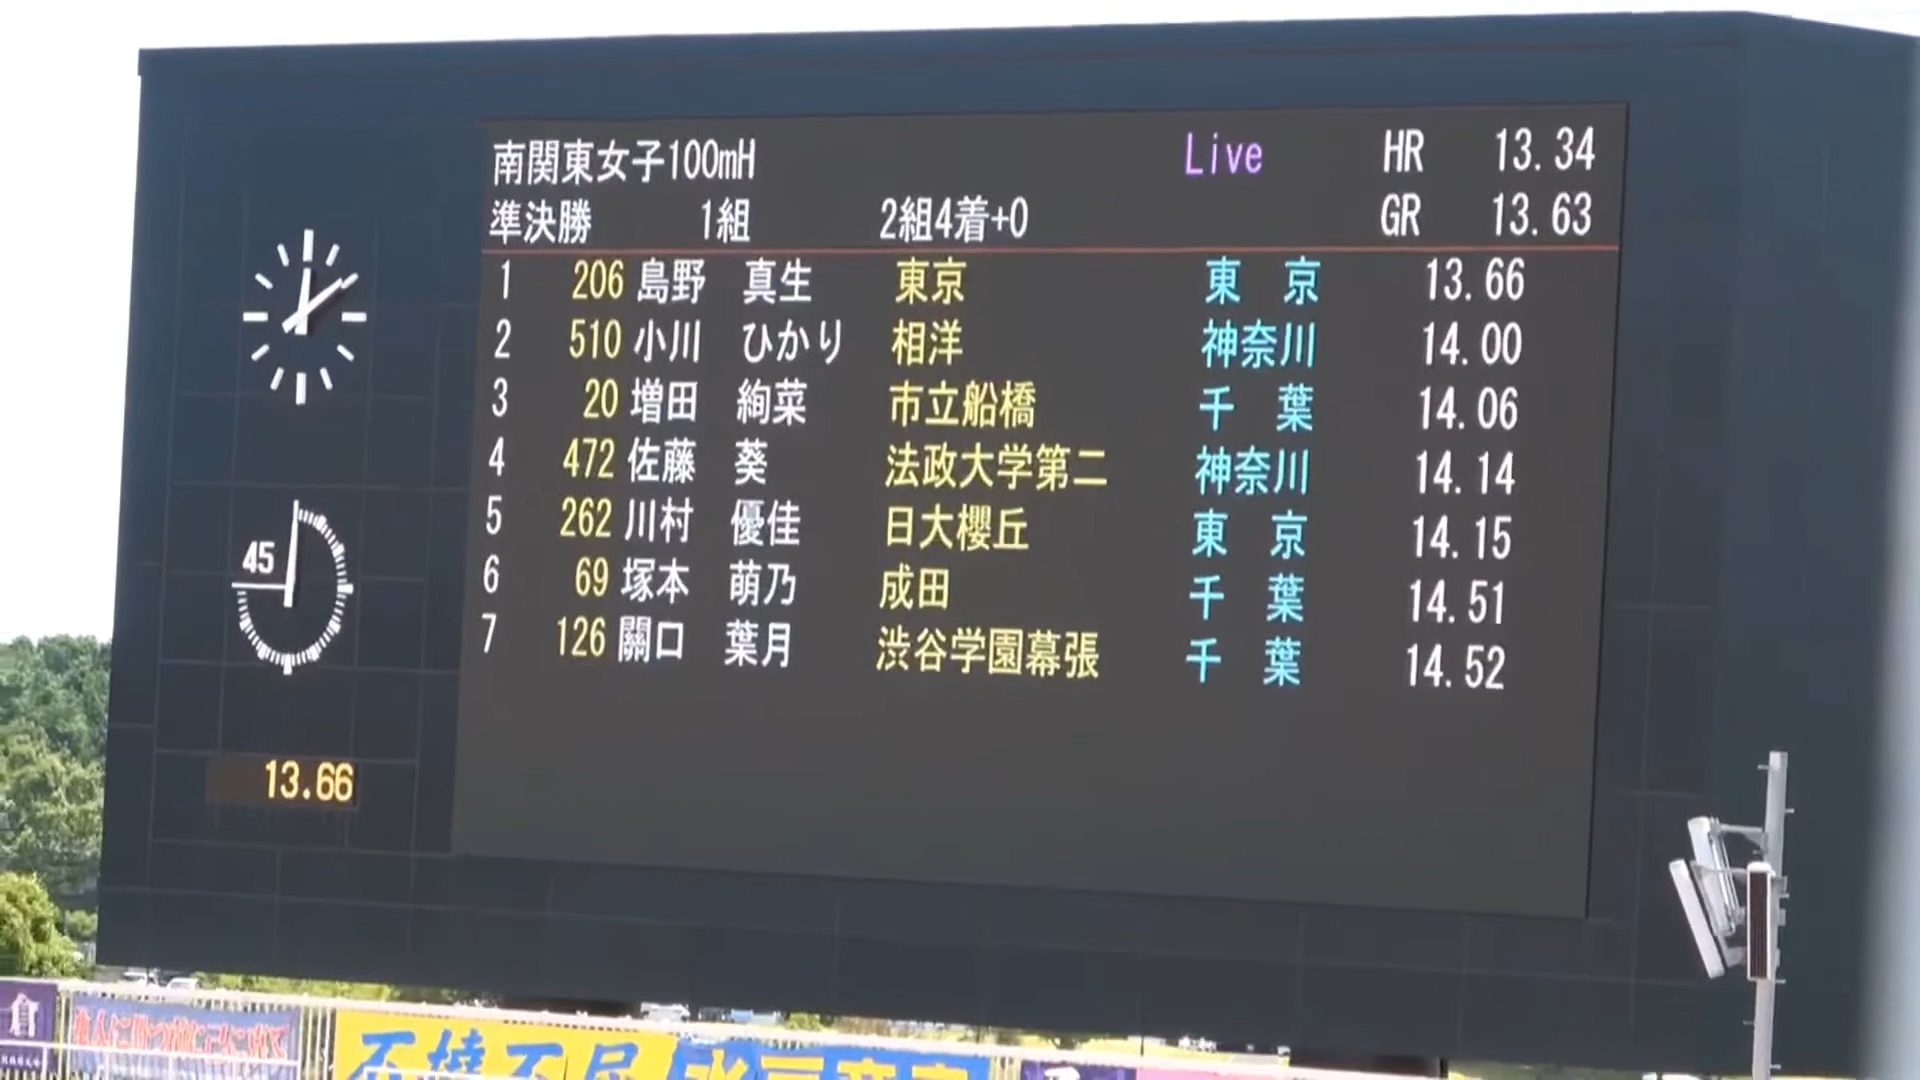 南関東女子100mH Live HR 13.34
準決勝 1組 2組4着+0 GR 13.63
1 206 島野 真生 東京 東 京 13.66
2 510 小川 ひかり 相洋 神奈川 14.00
3 20 増田 絢菜 市立船橋 千 葉 14.06
4 472 佐藤 葵 法政大学第二 神奈川 14.14
5 262 川村 優佳 日大櫻丘 東 京 14.15
6 69 塚本 萌乃 成田 千 葉 14.51
7 126 關口 葉月 渋谷学園幕張 千 葉 14.52
45
13.66
倉
不撓不屈